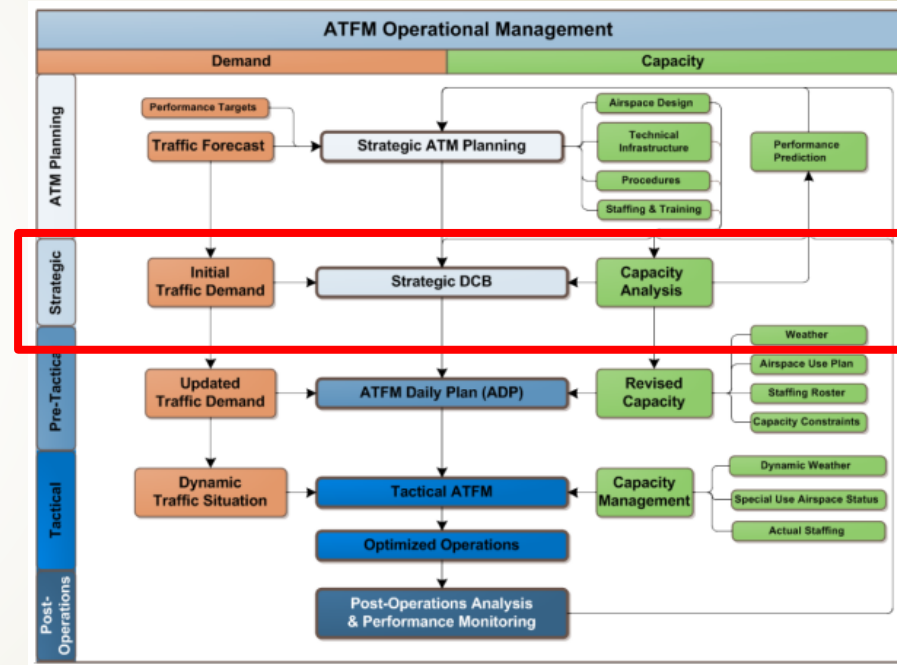 ATFM Operational Management
Demand
Capacity
ATM Planning
Performance Targets
Traffic Forecast
Strategic ATM Planning
Airspace Design
Technical
Infrastructure
Procedures
Staffing & Training
Performance
Prediction
Strategic
Initial
Traffic Demand
Strategic DCB
Capacity
Analysis
Pre-Tactical
Updated
Traffic Demand
ATFM Daily Plan (ADP)
Revised
Capacity
Weather
Airspace Use Plan
Staffing Roster
Capacity Constraints
Tactical
Dynamic
Traffic Situation
Tactical ATFM
Capacity
Management
Dynamic Weather
Special Use Airspace Status
Actual Staffing
Optimized Operations
Post-
Operations
Post-Operations Analysis
& Performance Monitoring